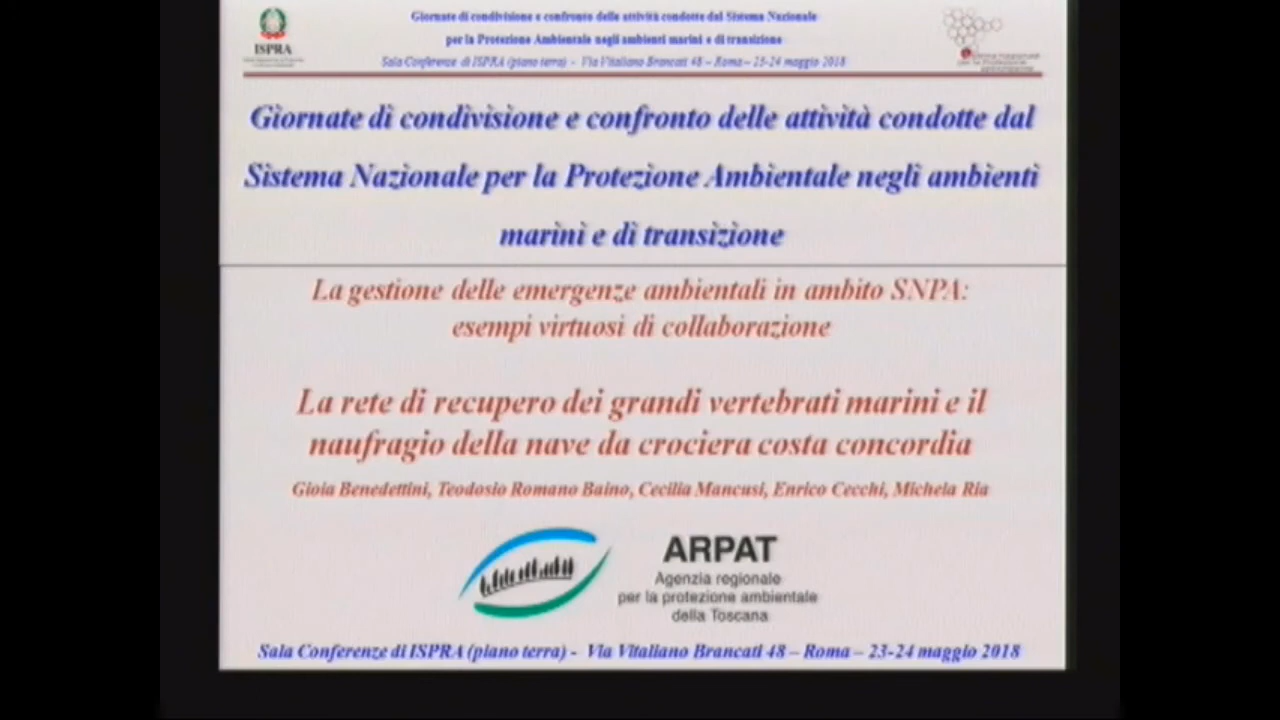 Giornate di condivisione e confronto delle attività condotte dal Sistema Nazionale
per la Protezione Ambientale negli ambienti marini e di transizione
Sala Conferenze di ISPRA (piano terra) - Via Vitaliano Brancati 48 – Roma – 23-24 maggio 2018
ISPRA
Giornate di condivisione e confronto delle attività condotte dal
Sistema Nazionale per la Protezione Ambientale negli ambienti
marini e di transizione
La gestione delle emergenze ambientali in ambito SNPA:
esempi virtuosi di collaborazione
La rete di recupero dei grandi vertebrati marini e il
naufragio della nave da crociera costa concordia
Gioia Benedettini, Teodosio Romano Baino, Cecilia Mancusi, Enrico Cecchi, Michela Ria
ARPAT
Agenzia regionale
per la protezione ambientale
della Toscana
Sala Conferenze di ISPRA (piano terra) - Via Vitaliano Brancati 48 – Roma – 23-24 maggio 2018